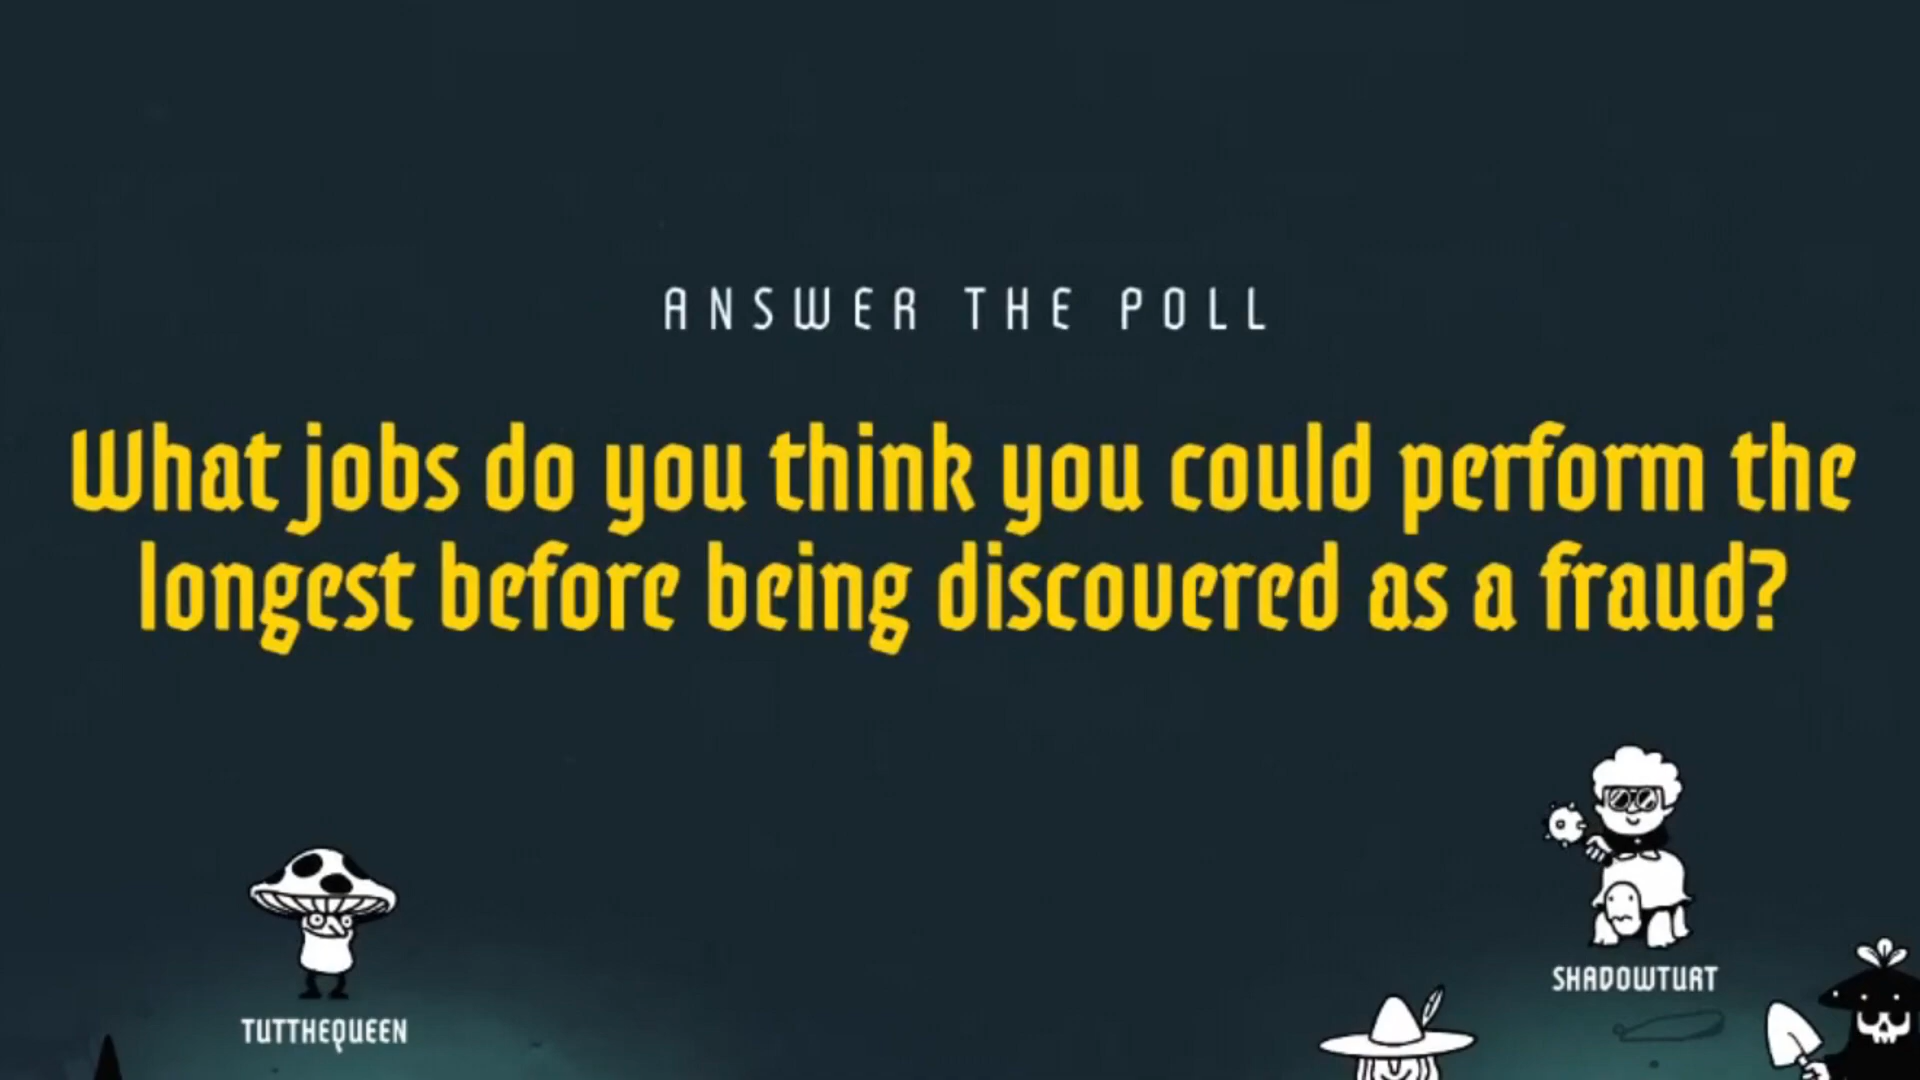 ANSWER THE POLL
What jobs do you think you could perform the
longest before being discovered as a fraud?
SHADOWTURT
TUTTHEQUEEN